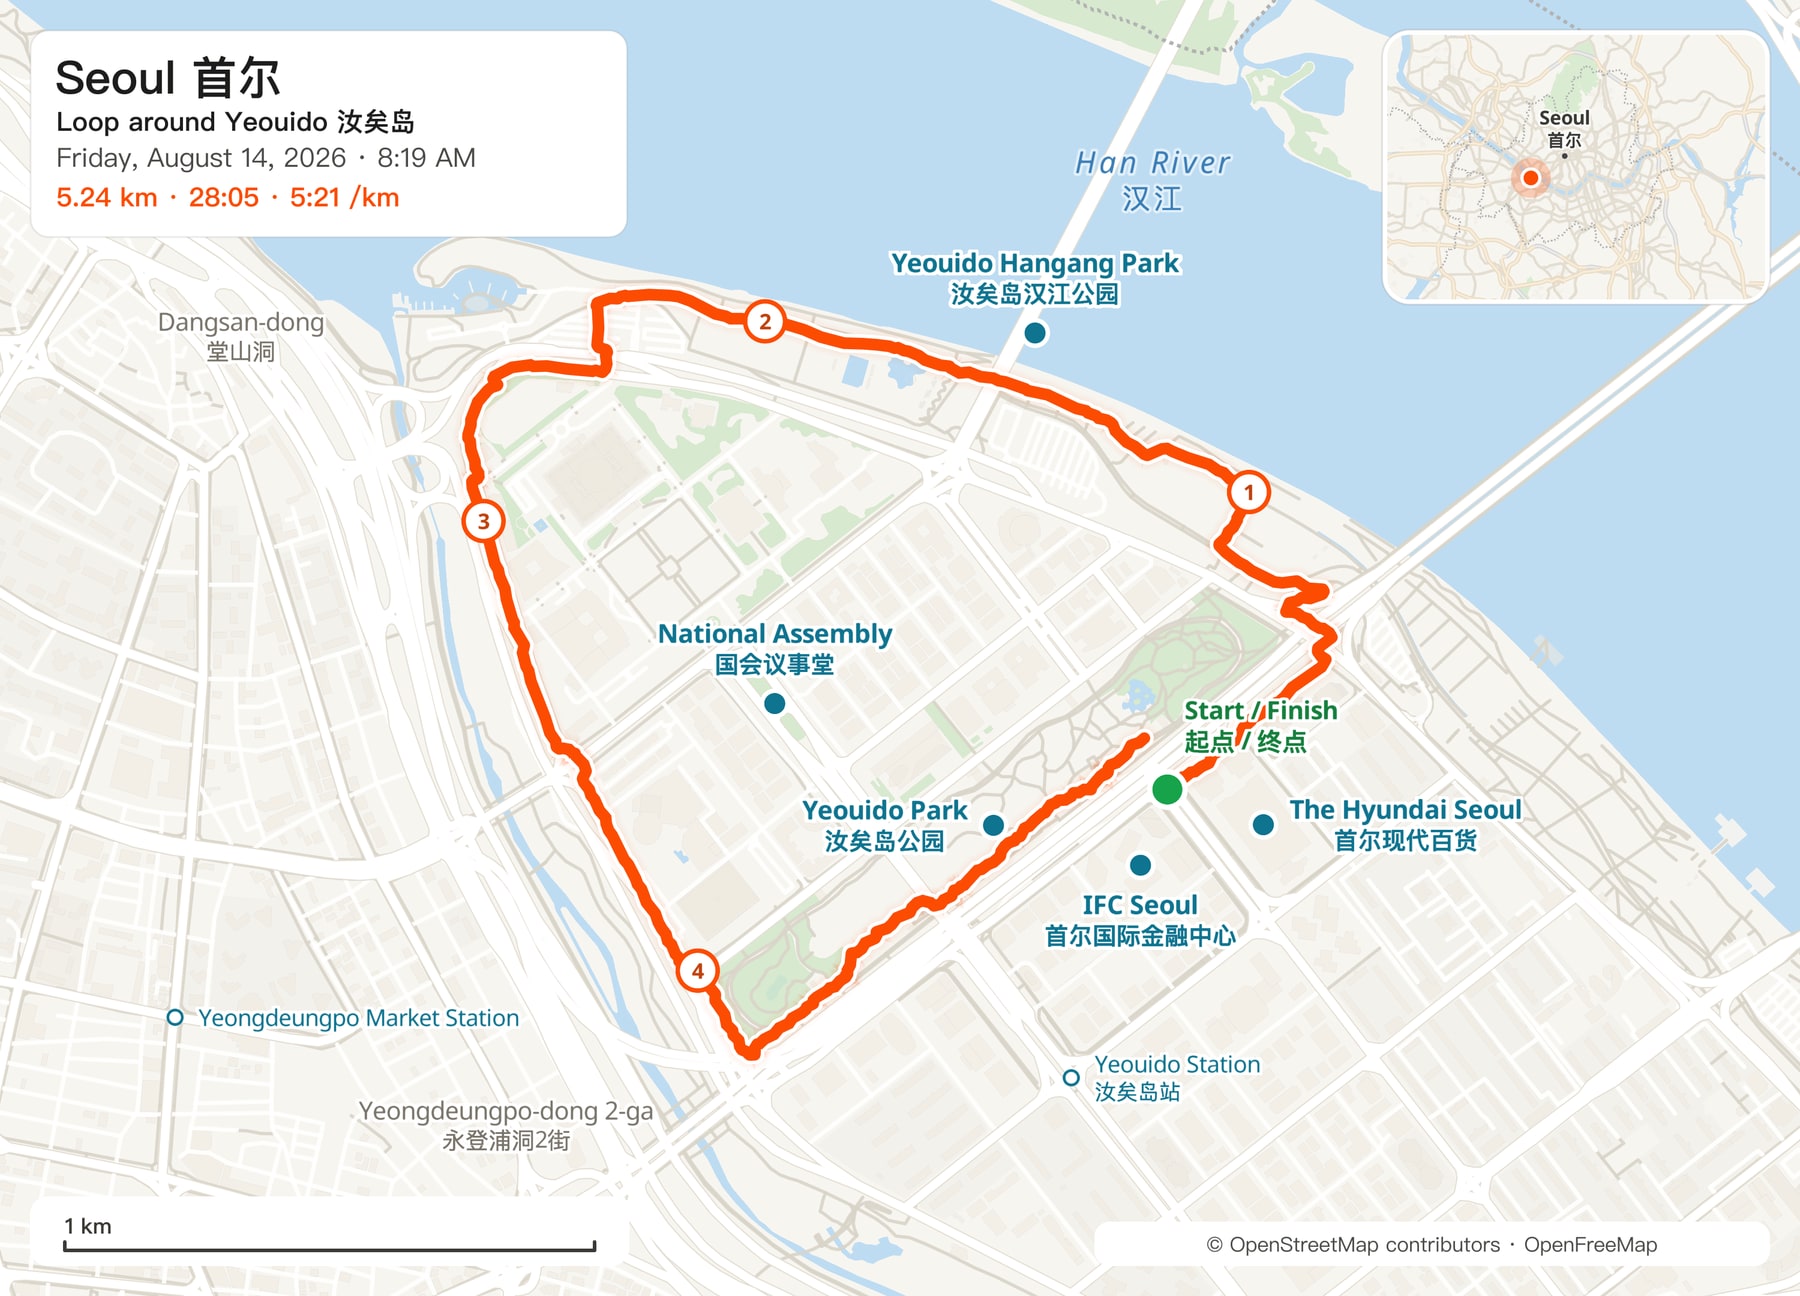 Seoul 首尔
Loop around Yeouido 汝矣岛
Friday, August 14, 2026 · 8:19 AM
5.24 km · 28:05 · 5:21 /km
Seoul
首尔
Han River
汉江
Yeouido Hangang Park
汝矣岛汉江公园
Dangsan-dong
堂山洞
2
1
3
National Assembly
国会议事堂
Start / Finish
起点 / 终点
Yeouido Park
汝矣岛公园
The Hyundai Seoul
首尔现代百货
IFC Seoul
首尔国际金融中心
4
Yeongdeungpo Market Station
Yeouido Station
汝矣岛站
Yeongdeungpo-dong 2-ga
永登浦洞2街
1 km
© OpenStreetMap contributors · OpenFreeMap